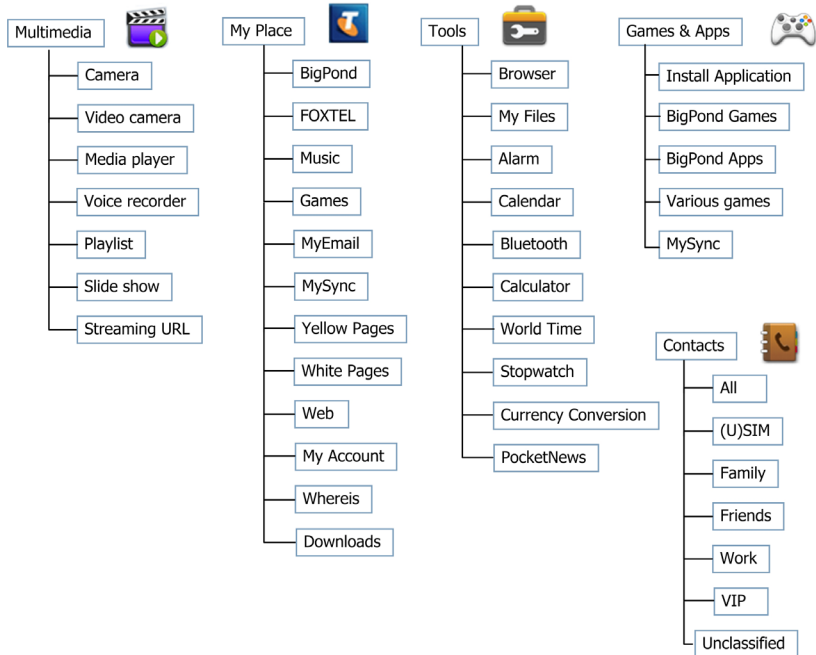 Multimedia
Camera
Video camera
Media player
Voice recorder
Playlist
Slide show
Streaming URL
My Place
BigPond
FOXTEL
Music
Games
MyEmail
MySync
Yellow Pages
White Pages
Web
My Account
Whereis
Downloads
Tools
Browser
My Files
Alarm
Calendar
Bluetooth
Calculator
World Time
Stopwatch
Currency Conversion
PocketNews
Games & Apps
Install Application
BigPond Games
BigPond Apps
Various games
MySync
Contacts
All
(U)SIM
Family
Friends
Work
VIP
Unclassified